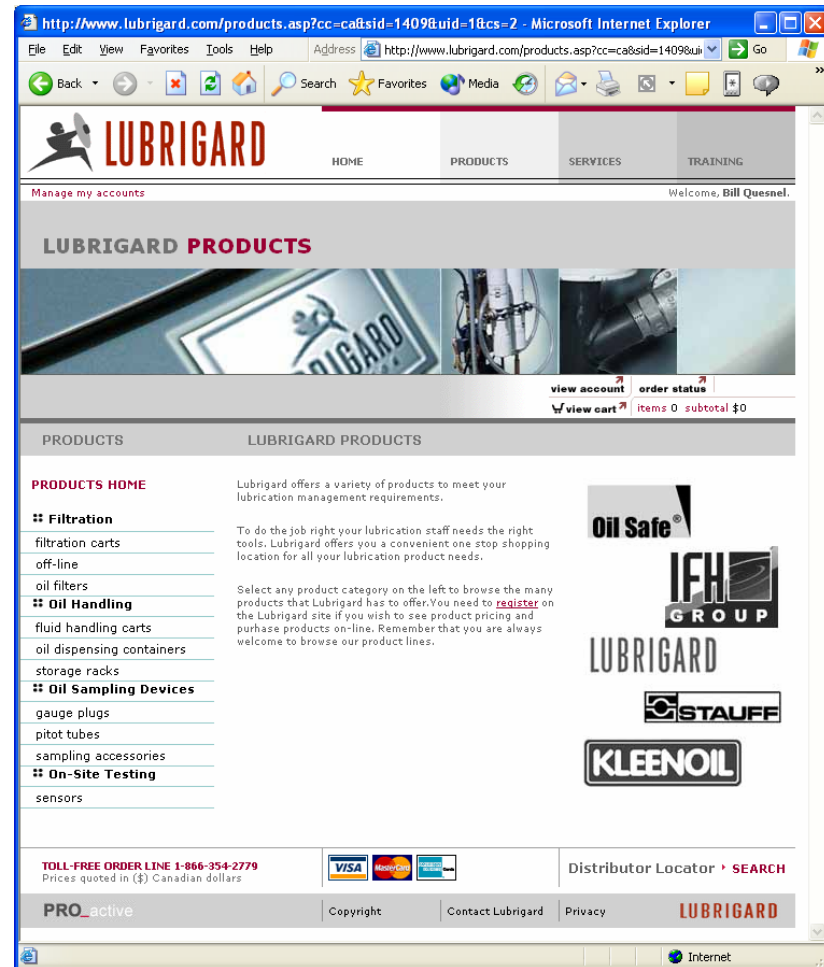 http://www.lubrigard.com/products.asp?cc=ca&sid=1409&uid=1&cs=2 - Microsoft Internet Explorer
File Edit View Favorites Tools Help Address http://www.lubrigard.com/products.asp?cc=ca&sid=1409&ui Go
Back Search Favorites Media »
LUBRIGARD HOME PRODUCTS SERVICES TRAINING
Manage my accounts Welcome, Bill Quesnel.
LUBRIGARD PRODUCTS
view account order status
view cart items 0 subtotal $0
PRODUCTS LUBRIGARD PRODUCTS
PRODUCTS HOME
Filtration
filtration carts
off-line
oil filters
Oil Handling
fluid handling carts
oil dispensing containers
storage racks
Oil Sampling Devices
gauge plugs
pitot tubes
sampling accessories
On-Site Testing
sensors
Lubrigard offers a variety of products to meet your
lubrication management requirements.
To do the job right your lubrication staff needs the right
tools. Lubrigard offers you a convenient one stop shopping
location for all your lubrication product needs.
Select any product category on the left to browse the many
products that Lubrigard has to offer.You need to register on
the Lubrigard site if you wish to see product pricing and
purhase products on-line. Remember that you are always
welcome to browse our product lines.
Oil Safe®
IFH
GROUP
LUBRIGARD
STAUFF
KLEENOIL
TOLL-FREE ORDER LINE 1-866-354-2779
Prices quoted in ($) Canadian dollars
VISA MasterCard
Distributor Locator SEARCH
PRO_active Copyright Contact Lubrigard Privacy LUBRIGARD
Internet